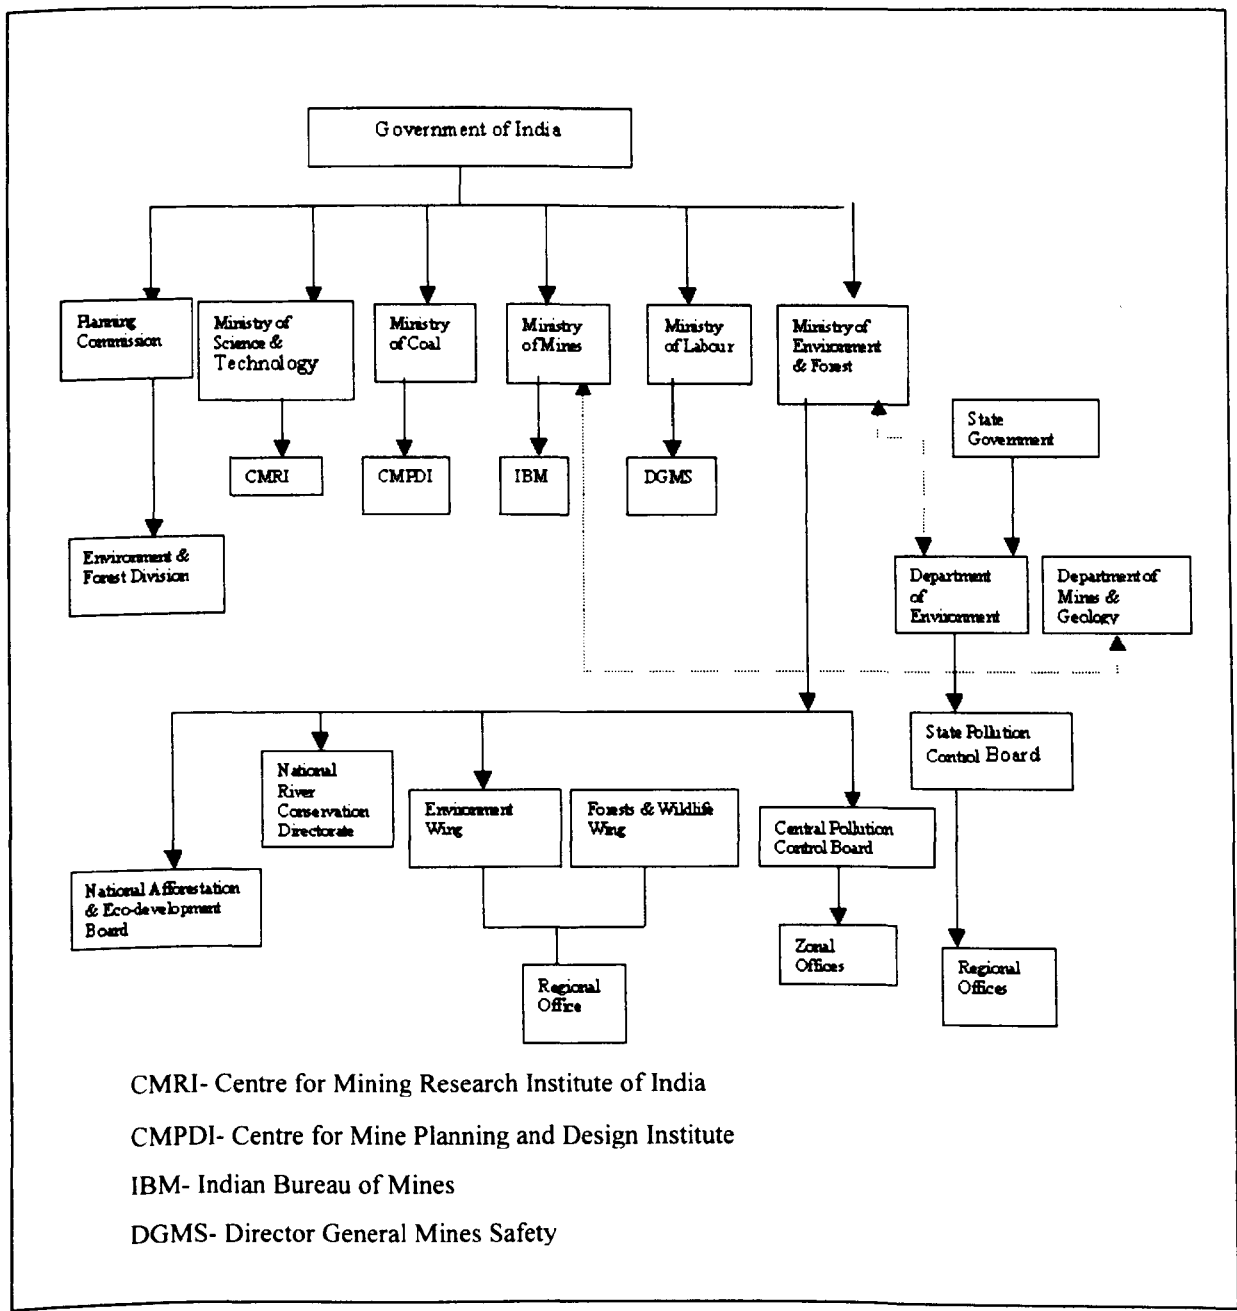 Government of India
Planning
Commission
Ministry of
Science &
Technology
Ministry
of Coal
Ministry
of Mines
Ministry
of Labour
Ministry of
Environment
& Forest
State
Government
CMRI
CMPDI
IBM
DGMS
Environment &
Forest Division
Department
of
Environment
Department of
Mines &
Geology
State Pollution
Control Board
National
River
Conservation
Directorate
Environment
Wing
Forests & Wildlife
Wing
Central Pollution
Control Board
National Afforestation
& Eco-development
Board
Zonal
Offices
Regional
Offices
Regional
Office
CMRI- Centre for Mining Research Institute of India
CMPDI- Centre for Mine Planning and Design Institute
IBM- Indian Bureau of Mines
DGMS- Director General Mines Safety